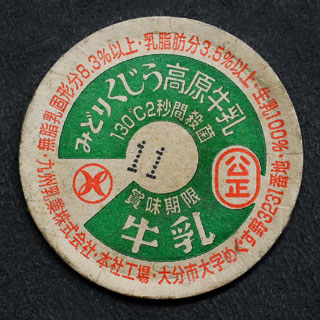 無脂乳固形分8.3%以上・乳脂肪分3.5%以上・生乳100%・
九州乳業株式会社・本社工場・大分市大字めぐす野3231番地・
みどりくじゅう高原牛乳
130℃2秒間殺菌
11
賞味期限
牛乳
公正